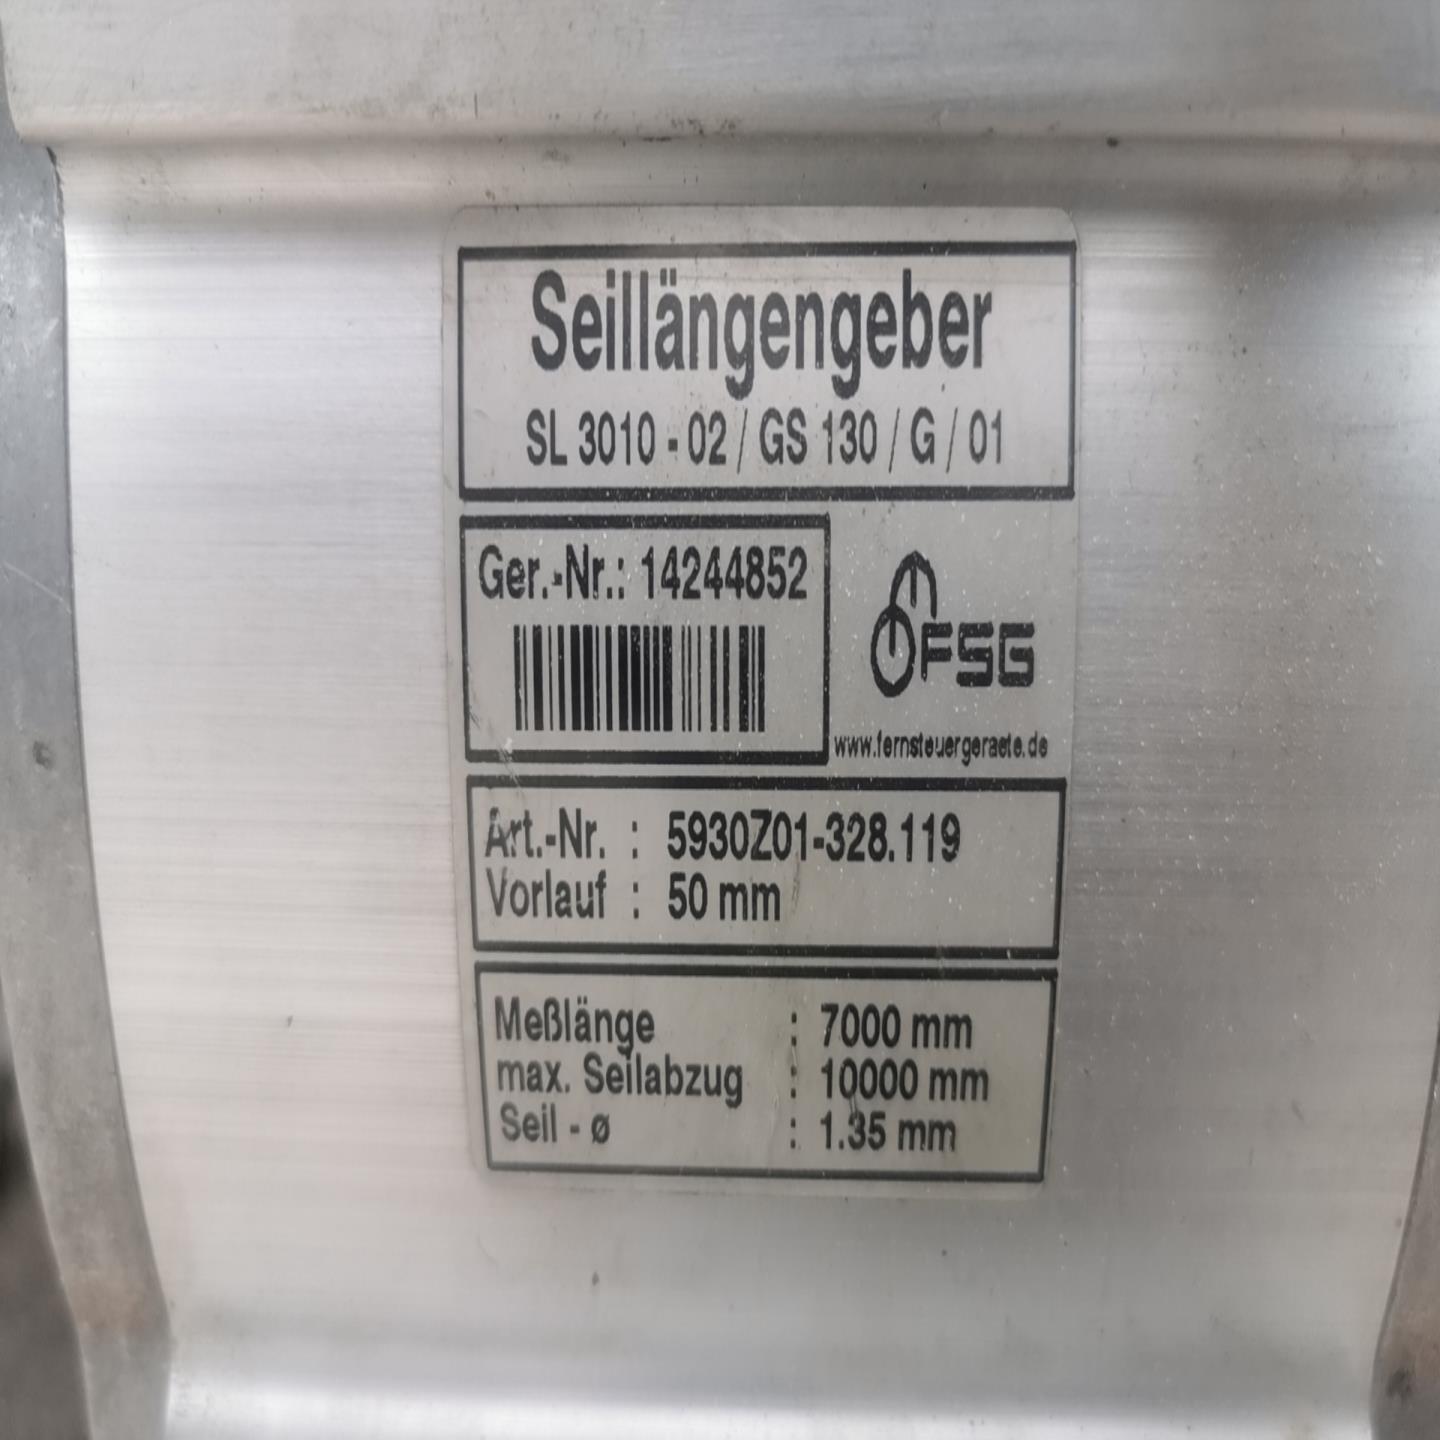 Seillängengeber
SL 3010 - 02 / GS 130 / G / 01
Ger.-Nr.: 14244852
FSG
www.fernsteuergeraete.de
Art.-Nr. : 5930Z01-328.119
Vorlauf : 50 mm
Meßlänge : 7000 mm
max. Seilabzug : 10000 mm
Seil - ø : 1.35 mm